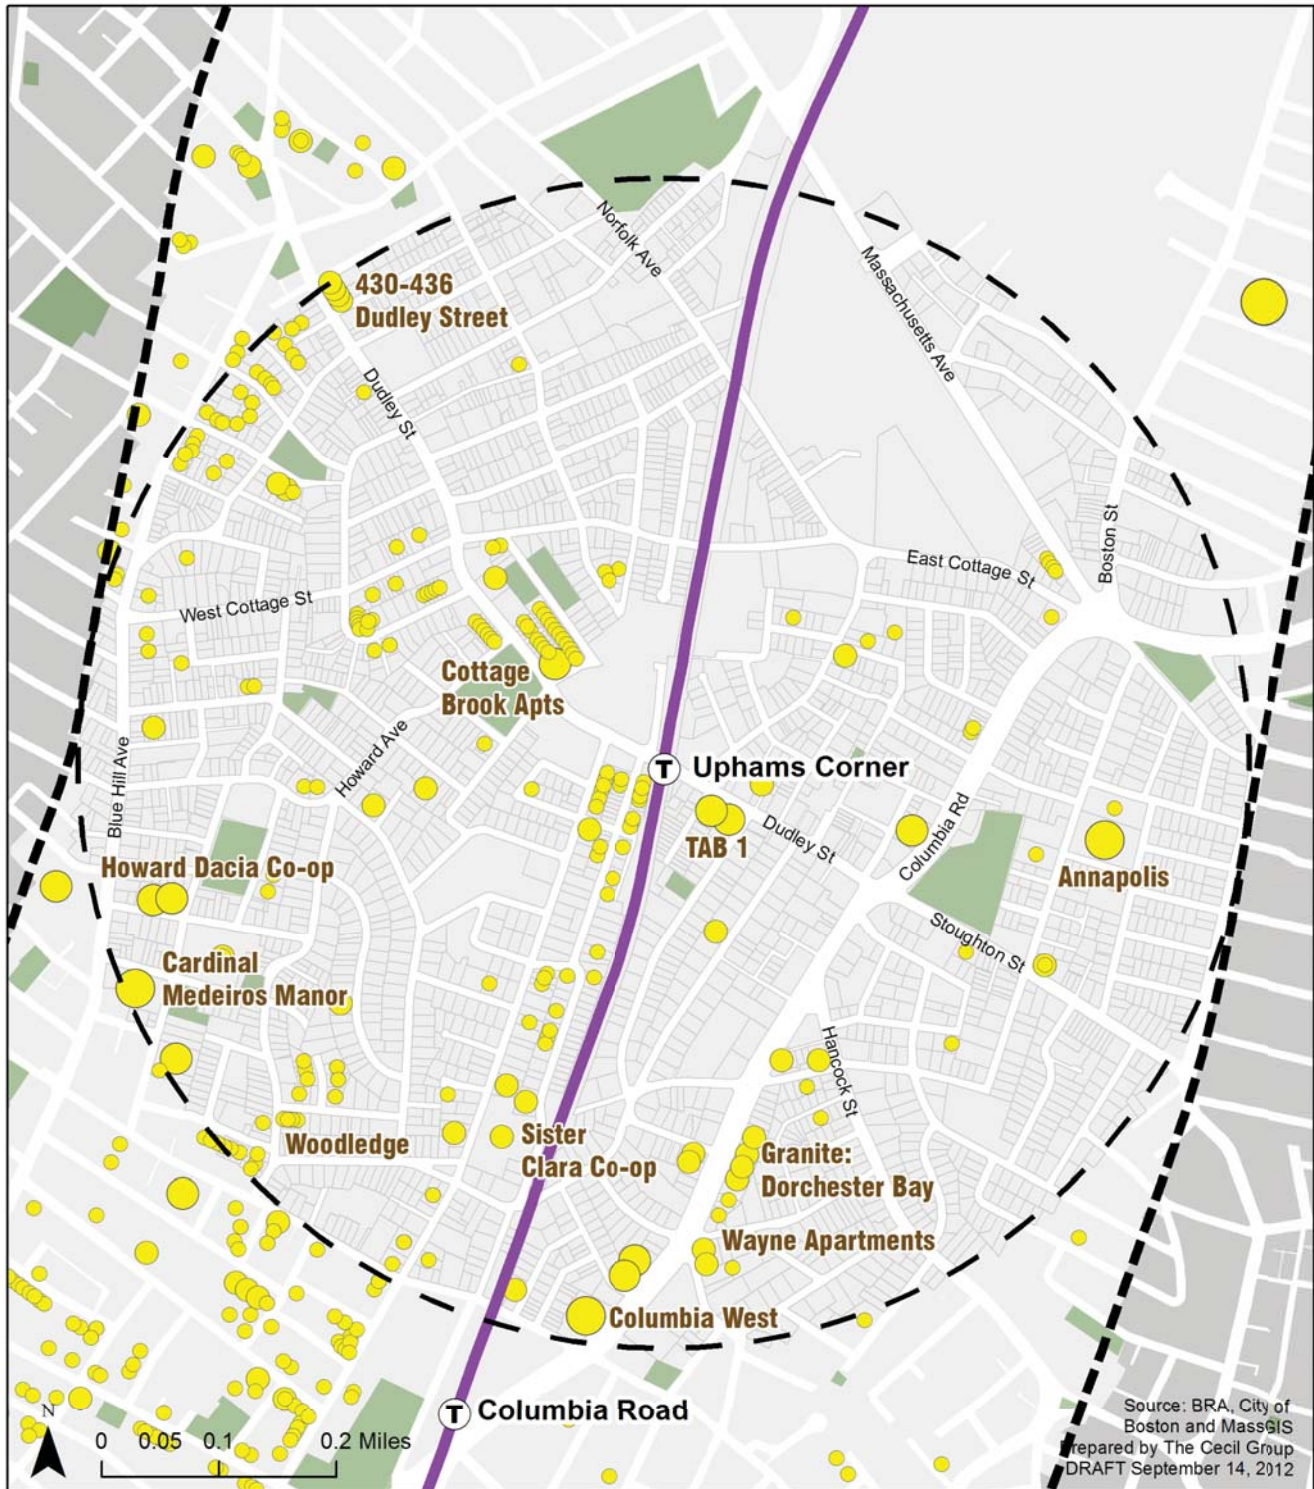 Norfolk Ave
430-436
Dudley Street
Massachusetts Ave
Dudley St
Boston St
East Cottage St
West Cottage St
Cottage
Brook Apts
Howard Ave
Blue Hill Ave
T Uphams Corner
TAB 1
Dudley St
Columbia Rd
Annapolis
Howard Dacia Co-op
Stoughton St
Cardinal
Medeiros Manor
Hancock St
Woodledge
Sister
Clara Co-op
Granite:
Dorchester Bay
Wayne Apartments
Columbia West
T Columbia Road
N
0 0.05 0.1 0.2 Miles
Source: BRA, City of
Boston and MassGIS
Prepared by The Cecil Group
DRAFT September 14, 2012